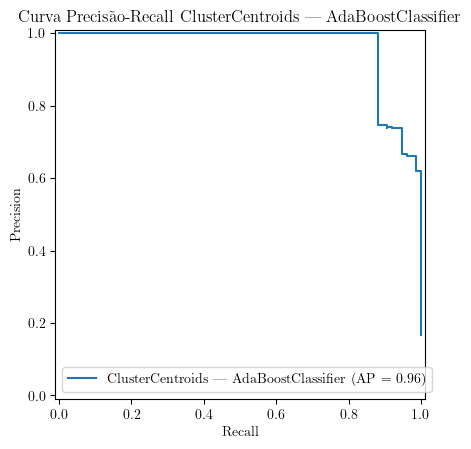 Curva Precisão-Recall ClusterCentroids — AdaBoostClassifier
1.0
0.8
0.6
0.4
0.2
0.0
Precision
ClusterCentroids — AdaBoostClassifier (AP = 0.96)
0.0 0.2 0.4 0.6 0.8 1.0
Recall